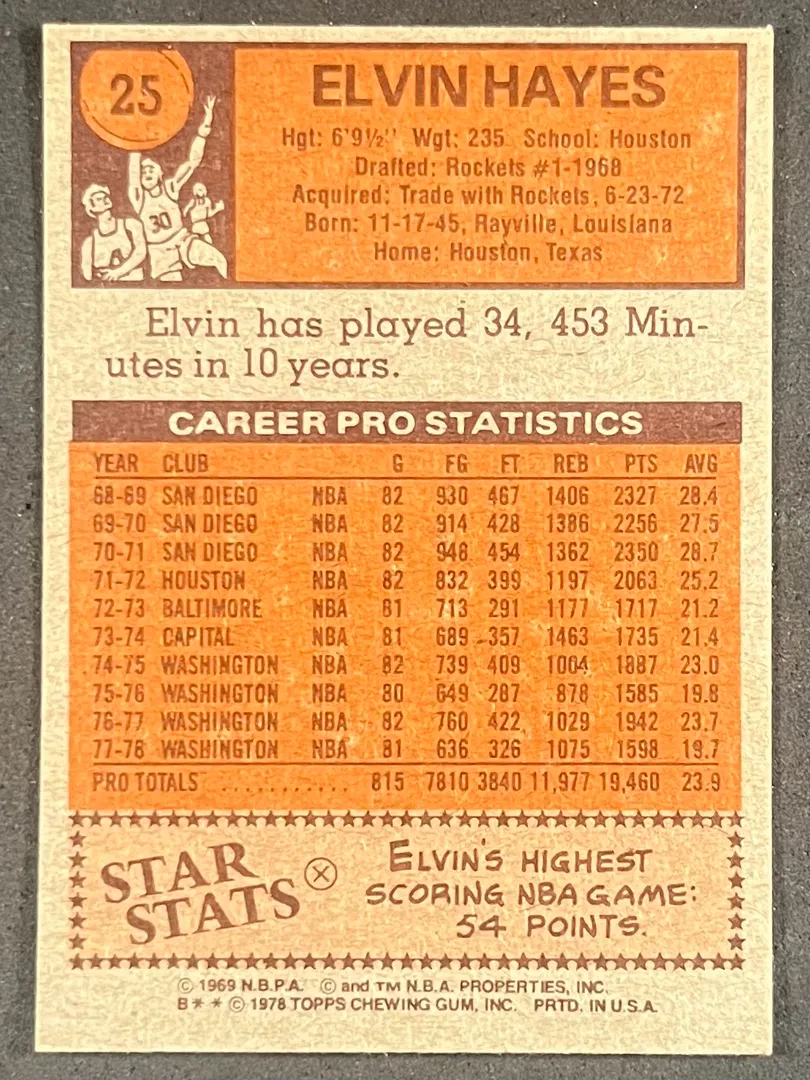 25
ELVIN HAYES
Hgt: 6'9½" Wgt: 235 School: Houston
Drafted: Rockets #1-1968
Acquired: Trade with Rockets, 6-23-72
Born: 11-17-45, Rayville, Louisiana
Home: Houston, Texas
30
Elvin has played 34, 453 Min-
utes in 10 years.
CAREER PRO STATISTICS
YEAR CLUB G FG FT REB PTS AVG
68-69 SAN DIEGO NBA 82 930 467 1406 2327 28.4
69-70 SAN DIEGO NBA 82 914 428 1386 2256 27.5
70-71 SAN DIEGO NBA 82 948 454 1362 2350 28.7
71-72 HOUSTON NBA 82 832 399 1197 2063 25.2
72-73 BALTIMORE NBA 81 713 291 1177 1717 21.2
73-74 CAPITAL NBA 81 689 357 1463 1735 21.4
74-75 WASHINGTON NBA 82 739 409 1004 1887 23.0
75-76 WASHINGTON NBA 80 649 287 878 1585 19.8
76-77 WASHINGTON NBA 82 760 422 1029 1942 23.7
77-78 WASHINGTON NBA 81 636 326 1075 1598 19.7
PRO TOTALS ........... 815 7810 3840 11,977 19,460 23.9
STAR STATS
ELVIN'S HIGHEST
SCORING NBA GAME:
54 POINTS.
© 1969 N.B.P.A. © and TM N.B.A. PROPERTIES, INC.
B* * © 1978 TOPPS CHEWING GUM, INC. PRTD. IN U.S.A.